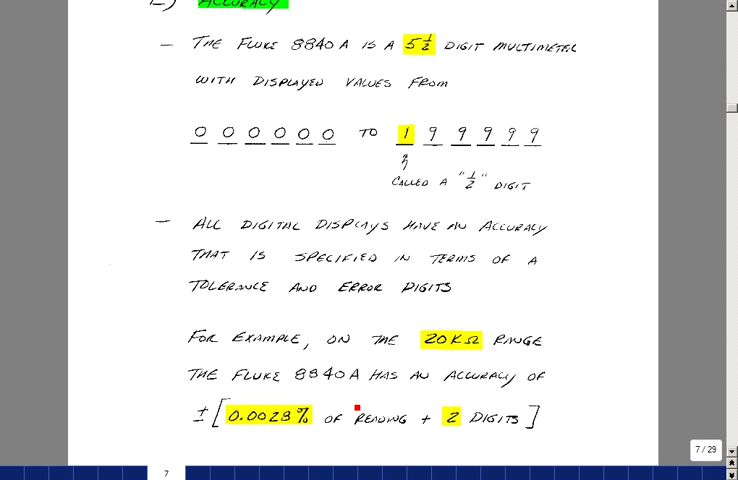 ACCURACY
— THE FLUKE 8840A IS A 5 1/2 DIGIT MULTIMETER
WITH DISPLAYED VALUES FROM
0 0 0 0 0 0 TO 1 9 9 9 9 9
CALLED A "1/2" DIGIT
— ALL DIGITAL DISPLAYS HAVE AN ACCURACY
THAT IS SPECIFIED IN TERMS OF A
TOLERANCE AND ERROR DIGITS
FOR EXAMPLE, ON THE 20KΩ RANGE
THE FLUKE 8840A HAS AN ACCURACY OF
± [0.0028% OF READING + 2 DIGITS]
7 / 29
7